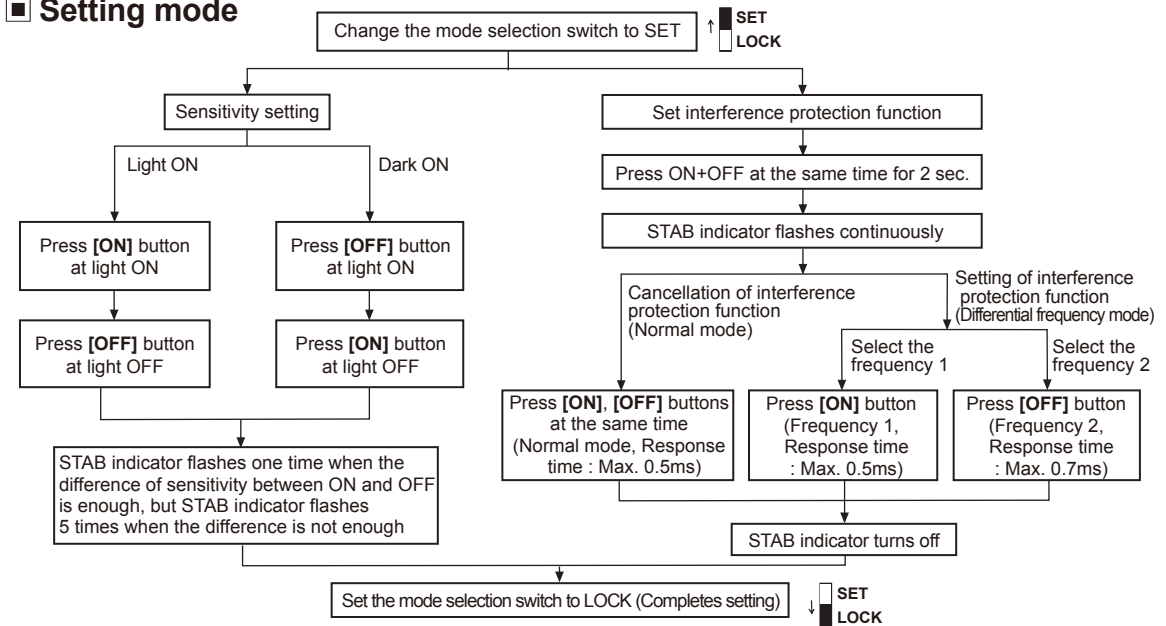 Setting mode
Change the mode selection switch to SET
↑
SET
LOCK
Sensitivity setting
Light ON
Dark ON
Press [ON] button
at light ON
Press [OFF] button
at light ON
Press [OFF] button
at light OFF
Press [ON] button
at light OFF
STAB indicator flashes one time when the
difference of sensitivity between ON and OFF
is enough, but STAB indicator flashes
5 times when the difference is not enough
Set interference protection function
Press ON+OFF at the same time for 2 sec.
STAB indicator flashes continuously
Cancellation of interference
protection function
(Normal mode)
Setting of interference
protection function
(Differential frequency mode)
Select the
frequency 1
Select the
frequency 2
Press [ON], [OFF] buttons
at the same time
(Normal mode, Response
time : Max. 0.5ms)
Press [ON] button
(Frequency 1,
Response time
: Max. 0.5ms)
Press [OFF] button
(Frequency 2,
Response time
: Max. 0.7ms)
STAB indicator turns off
Set the mode selection switch to LOCK (Completes setting)
↓
SET
LOCK